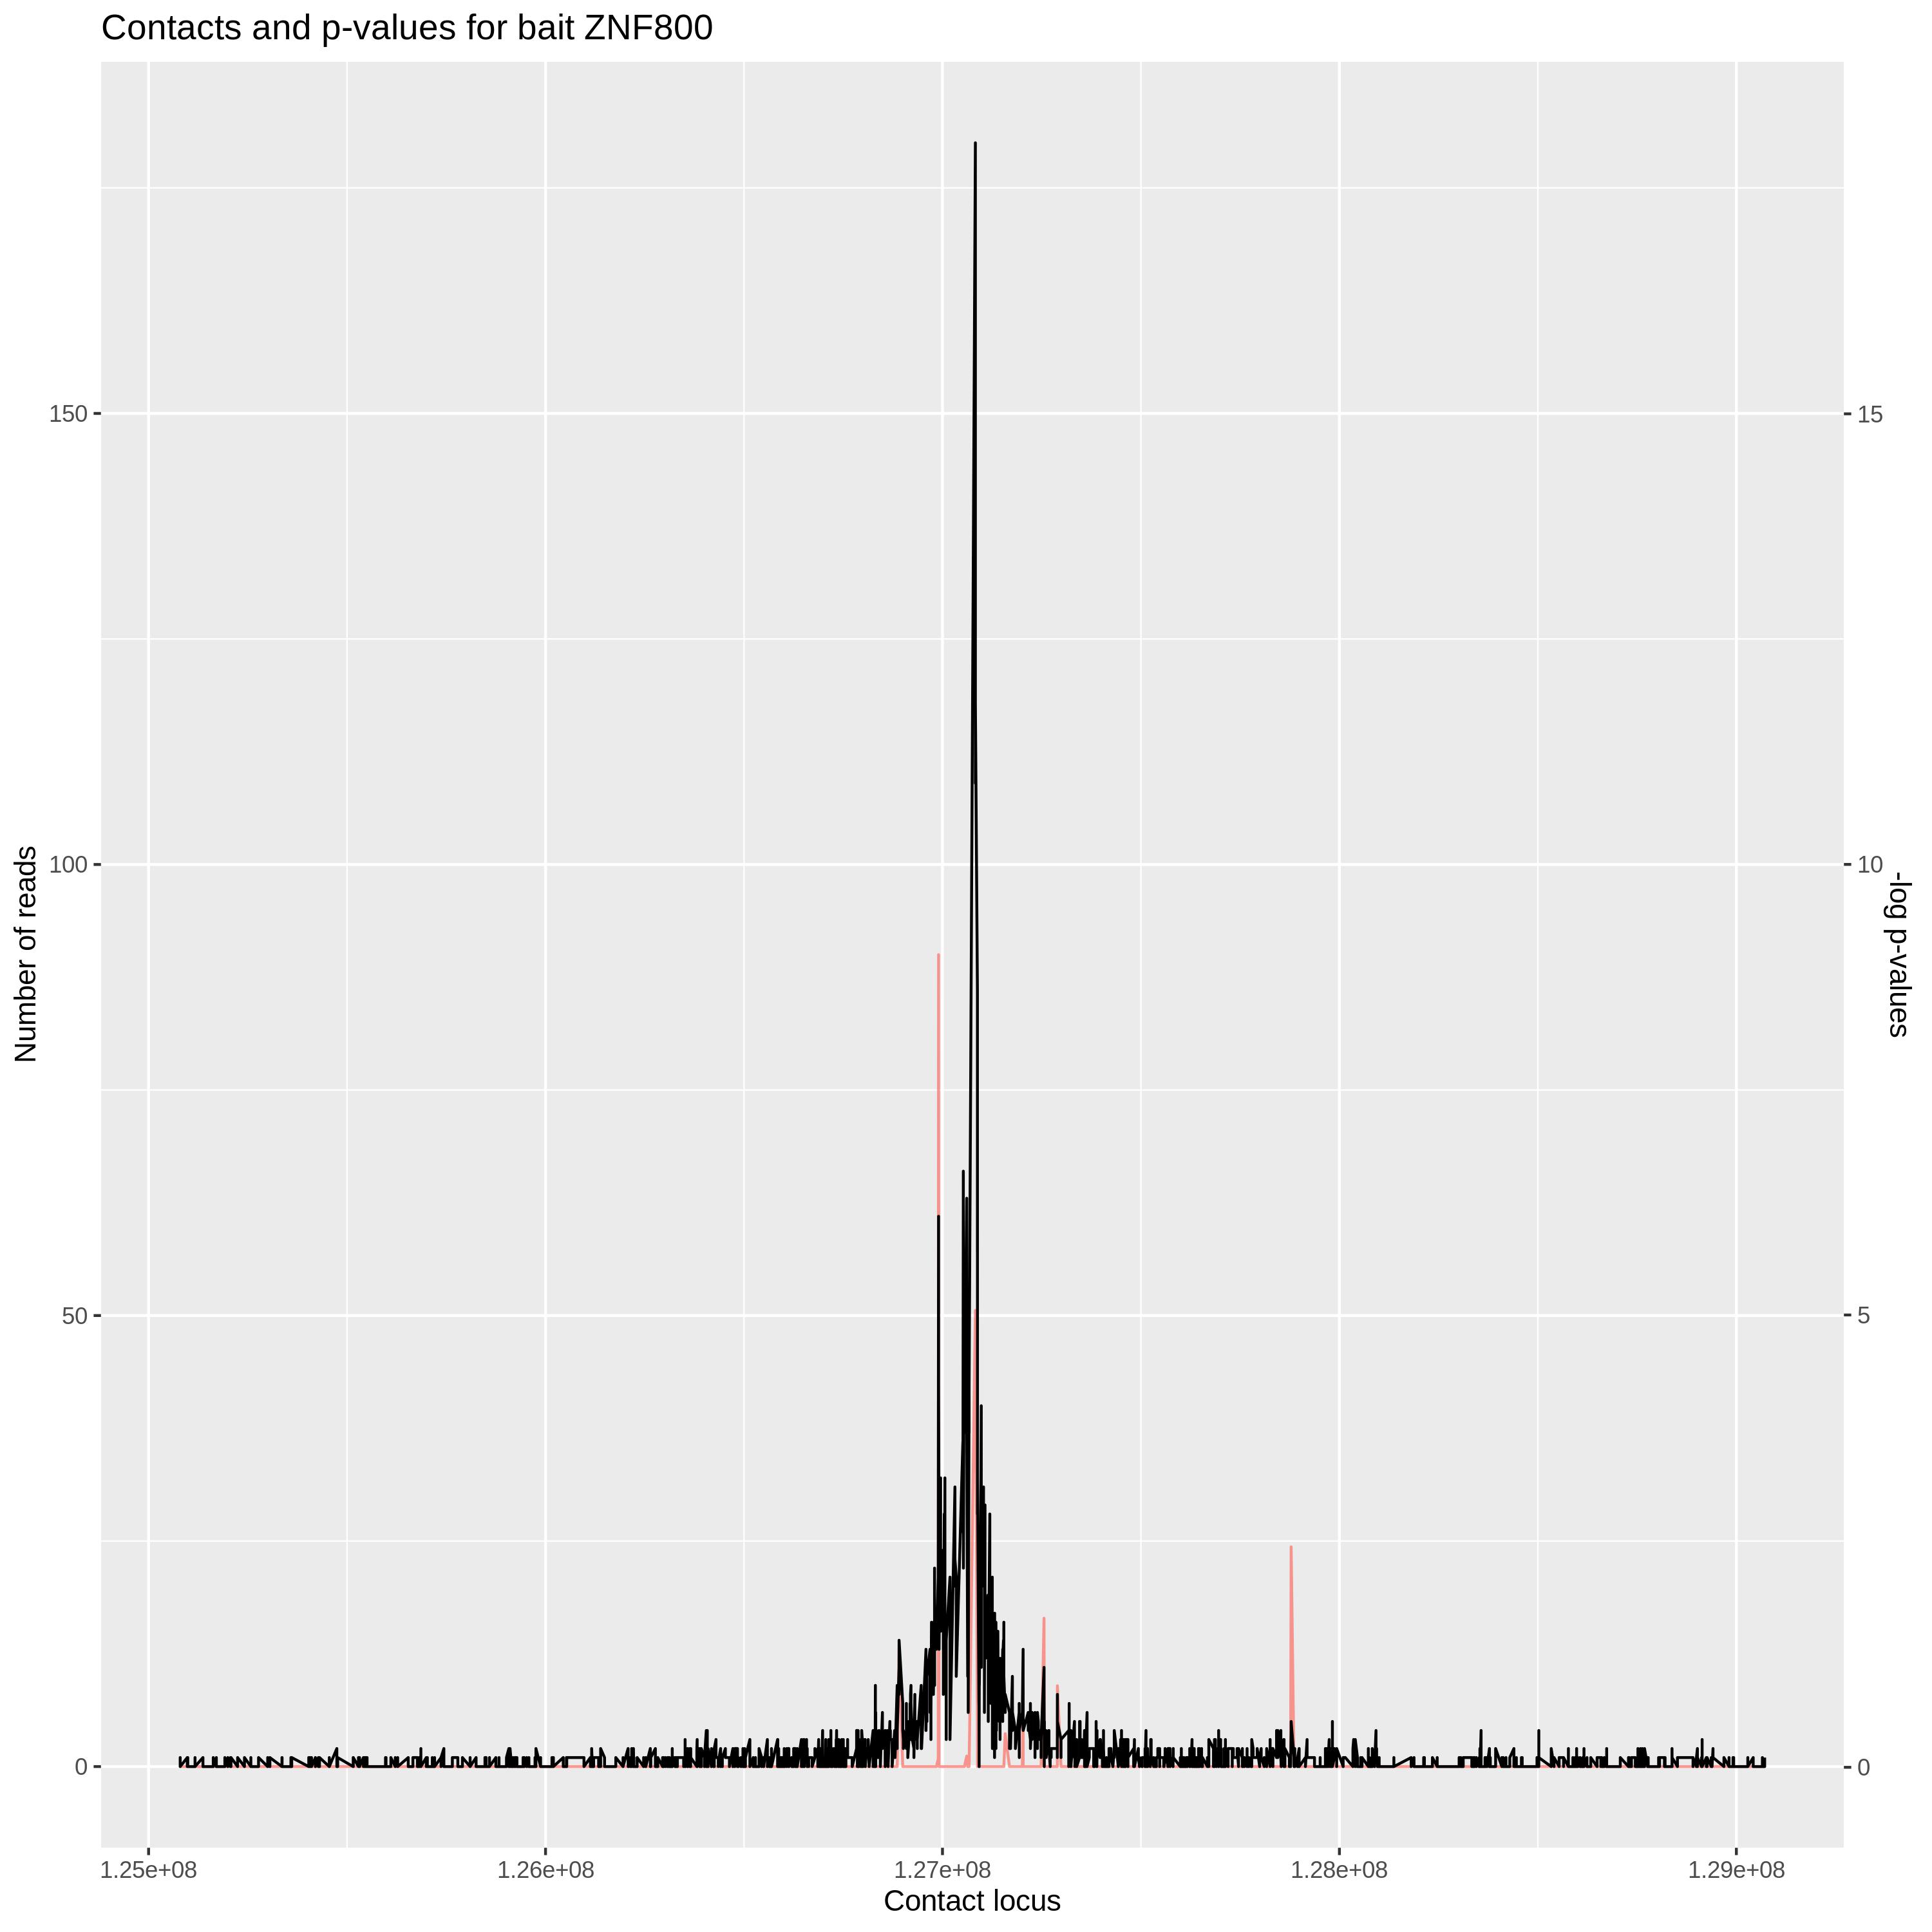 Contacts and p-values for bait ZNF800
150
100
50
0
Number of reads
15
10
5
0
-log p-values
1.25e+08
1.26e+08
1.27e+08
1.28e+08
1.29e+08
Contact locus